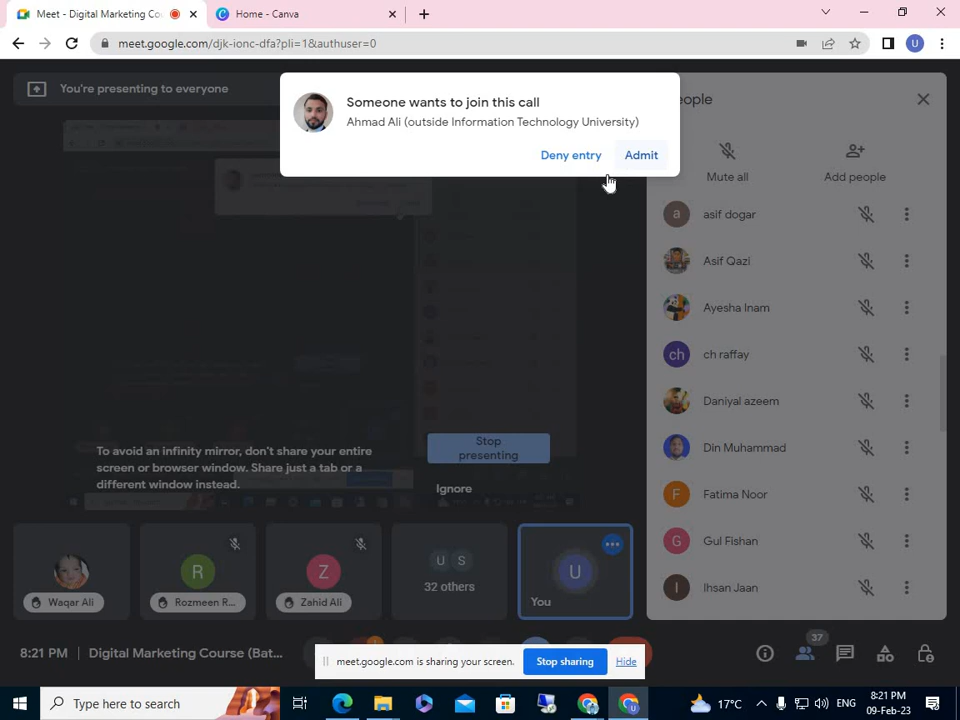 Meet - Digital Marketing Cou
Home - Canva
meet.google.com/djk-ionc-dfa?pli=1&authuser=0
U
You're presenting to everyone
Someone wants to join this call
Ahmad Ali (outside Information Technology University)
Deny entry
Admit
eople
Mute all
Add people
a
asif dogar
Asif Qazi
Ayesha Inam
ch
ch raffay
Daniyal azeem
Din Muhammad
F
Fatima Noor
G
Gul Fishan
I
Ihsan Jaan
To avoid an infinity mirror, don't share your entire
screen or browser window. Share just a tab or a
different window instead.
Stop
presenting
Ignore
Waqar Ali
R
Rozmeen R...
Z
Zahid Ali
U S
32 others
U
You
8:21 PM
Digital Marketing Course (Bat...
37
meet.google.com is sharing your screen.
Stop sharing
Hide
Type here to search
17°C
ENG
8:21 PM
09-Feb-23